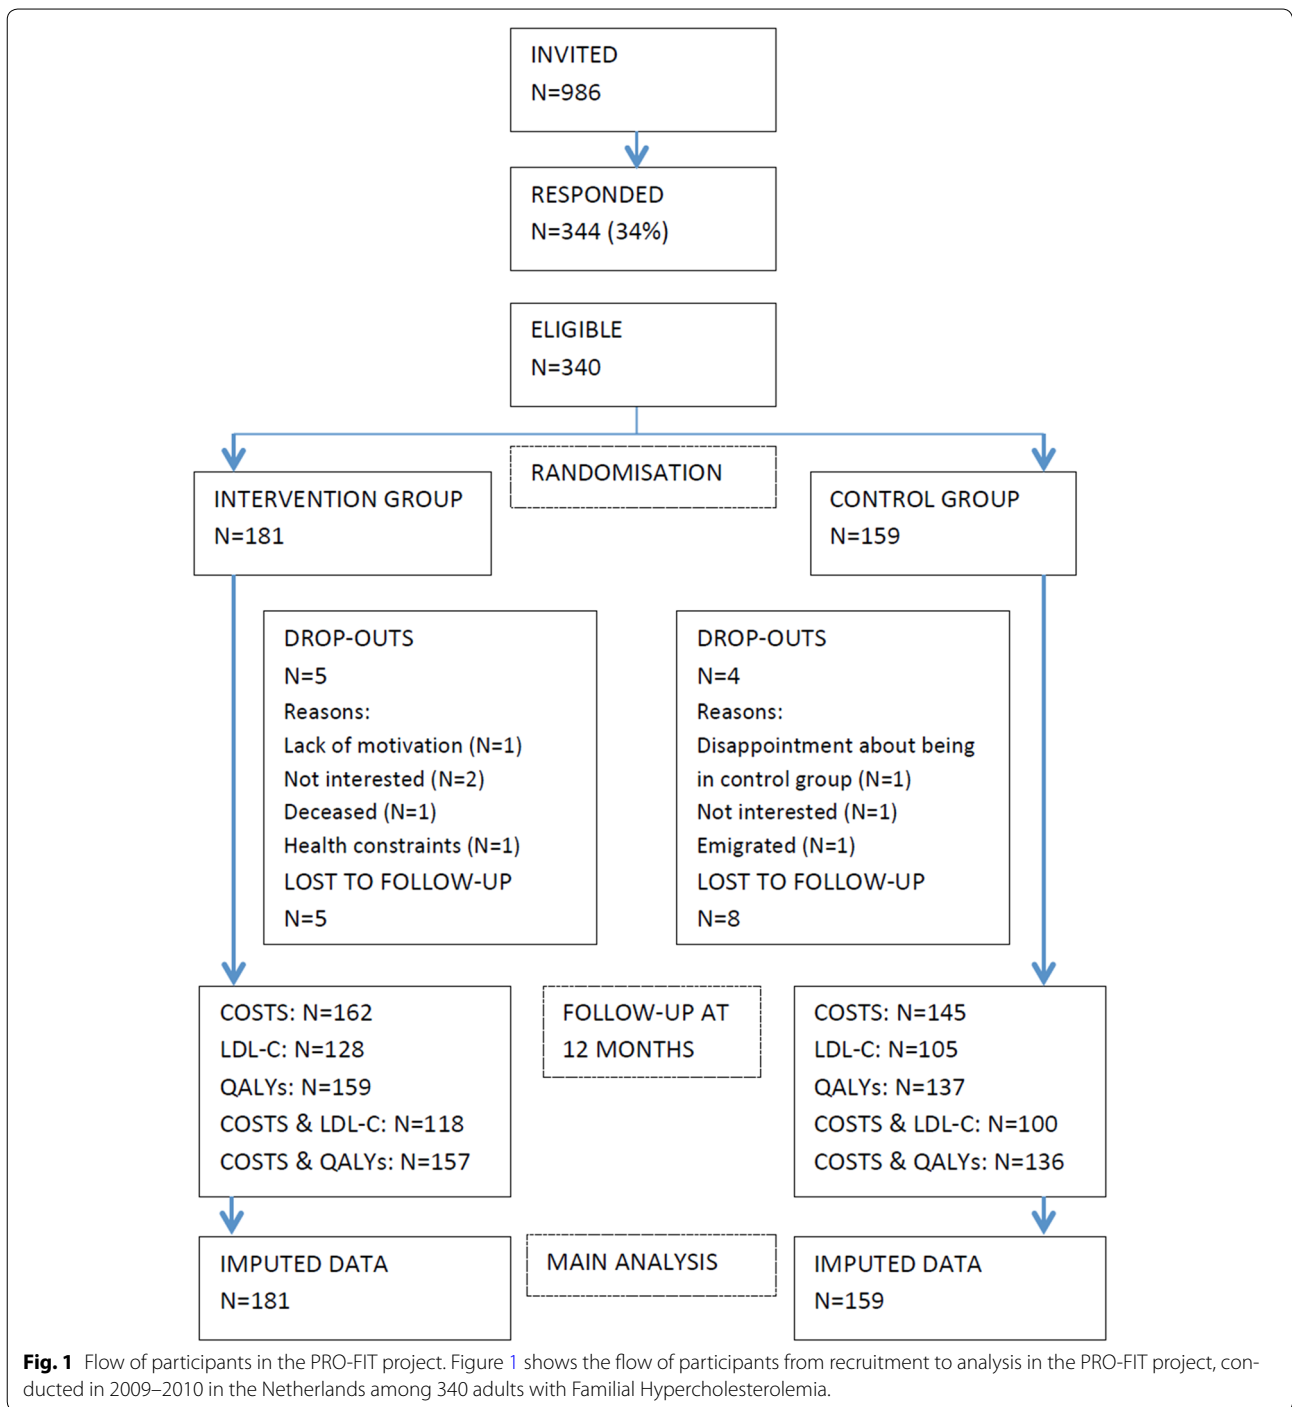 INVITED
N=986
RESPONDED
N=344 (34%)
ELIGIBLE
N=340
RANDOMISATION
INTERVENTION GROUP
N=181
CONTROL GROUP
N=159
DROP-OUTS
N=5
Reasons:
Lack of motivation (N=1)
Not interested (N=2)
Deceased (N=1)
Health constraints (N=1)
LOST TO FOLLOW-UP
N=5
DROP-OUTS
N=4
Reasons:
Disappointment about being
in control group (N=1)
Not interested (N=1)
Emigrated (N=1)
LOST TO FOLLOW-UP
N=8
COSTS: N=162
LDL-C: N=128
QALYs: N=159
COSTS & LDL-C: N=118
COSTS & QALYs: N=157
FOLLOW-UP AT
12 MONTHS
COSTS: N=145
LDL-C: N=105
QALYs: N=137
COSTS & LDL-C: N=100
COSTS & QALYs: N=136
IMPUTED DATA
N=181
MAIN ANALYSIS
IMPUTED DATA
N=159
Fig. 1 Flow of participants in the PRO-FIT project. Figure 1 shows the flow of participants from recruitment to analysis in the PRO-FIT project, con-
ducted in 2009–2010 in the Netherlands among 340 adults with Familial Hypercholesterolemia.